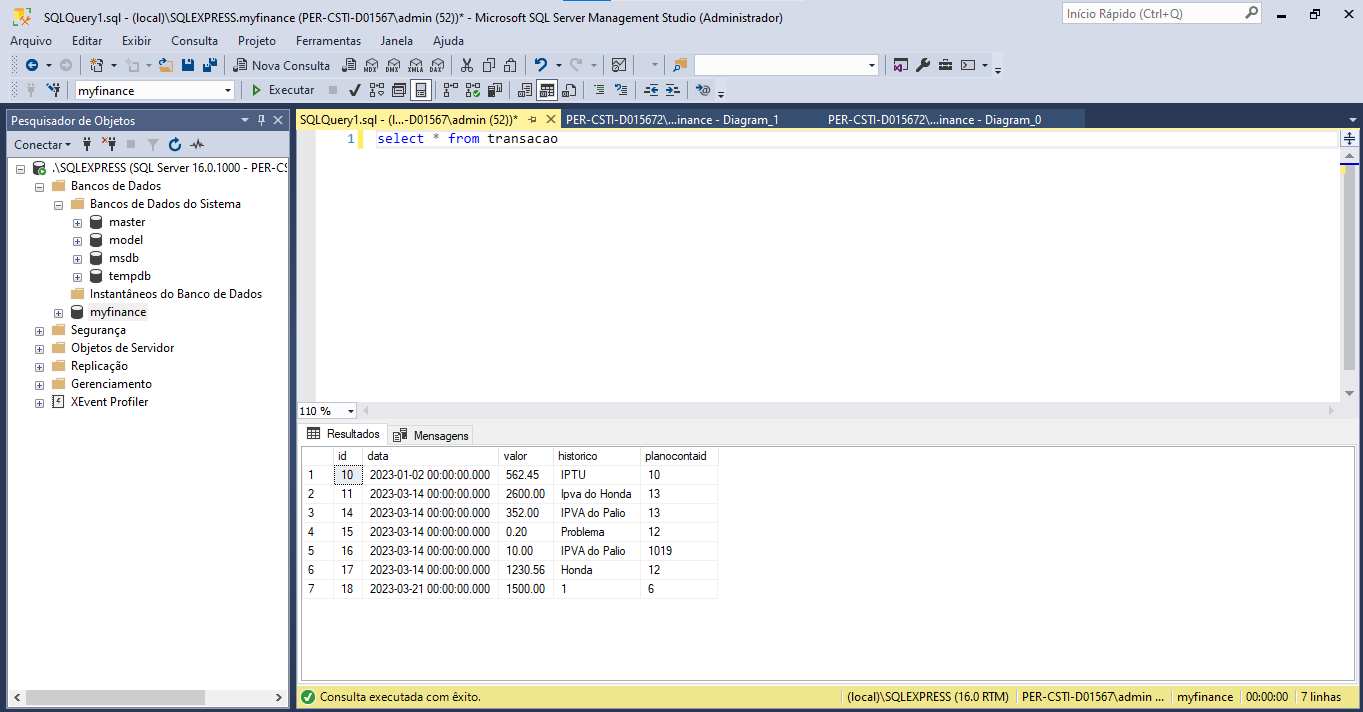 SQLQuery1.sql - (local)\SQLEXPRESS.myfinance (PER-CSTI-D01567\admin (52))* - Microsoft SQL Server Management Studio (Administrador)
Início Rápido (Ctrl+Q)
Arquivo Editar Exibir Consulta Projeto Ferramentas Janela Ajuda
Nova Consulta MDX DMX XMLA DAX
myfinance Executar
Pesquisador de Objetos
SQLQuery1.sql - (l...-D01567\admin (52))* PER-CSTI-D015672\...inance - Diagram_1 PER-CSTI-D015672\...inance - Diagram_0
Conectar
1 select * from transacao
.\SQLEXPRESS (SQL Server 16.0.1000 - PER-CS
Bancos de Dados
Bancos de Dados do Sistema
master
model
msdb
tempdb
Instantâneos do Banco de Dados
myfinance
Segurança
Objetos de Servidor
Replicação
Gerenciamento
XEvent Profiler
110 %
Resultados Mensagens
id data valor historico planocontaid
1 10 2023-01-02 00:00:00.000 562.45 IPTU 10
2 11 2023-03-14 00:00:00.000 2600.00 Ipva do Honda 13
3 14 2023-03-14 00:00:00.000 352.00 IPVA do Palio 13
4 15 2023-03-14 00:00:00.000 0.20 Problema 12
5 16 2023-03-14 00:00:00.000 10.00 IPVA do Palio 1019
6 17 2023-03-14 00:00:00.000 1230.56 Honda 12
7 18 2023-03-21 00:00:00.000 1500.00 1 6
Consulta executada com êxito. (local)\SQLEXPRESS (16.0 RTM) PER-CSTI-D01567\admin ... myfinance 00:00:00 7 linhas